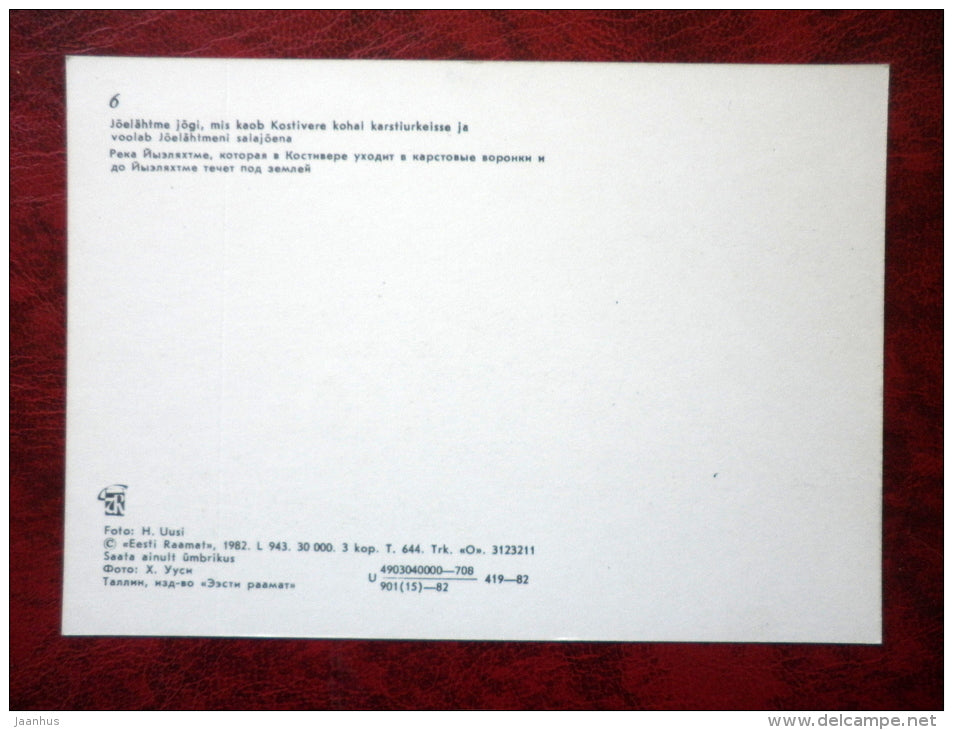 6
Jõelähtme jõgi, mis kaob Kostivere kohal karstiurkeisse ja
voolab Jõelähtmeni salajõena
Река Йыэляхтме, которая в Костивере уходит в карстовые воронки и
до Йыэляхтме течет под землей
Foto: H. Uusi
© «Eesti Raamat», 1982. L 943. 30 000. 3 kop. T. 644. Trk. «O». 3123211
Saata ainult ümbrikus
Фото: Х. Ууси
Таллин, изд-во «Ээсти раамат»
U 4903040000—708
901(15)—82
419—82
jaanhus
delcampe.net